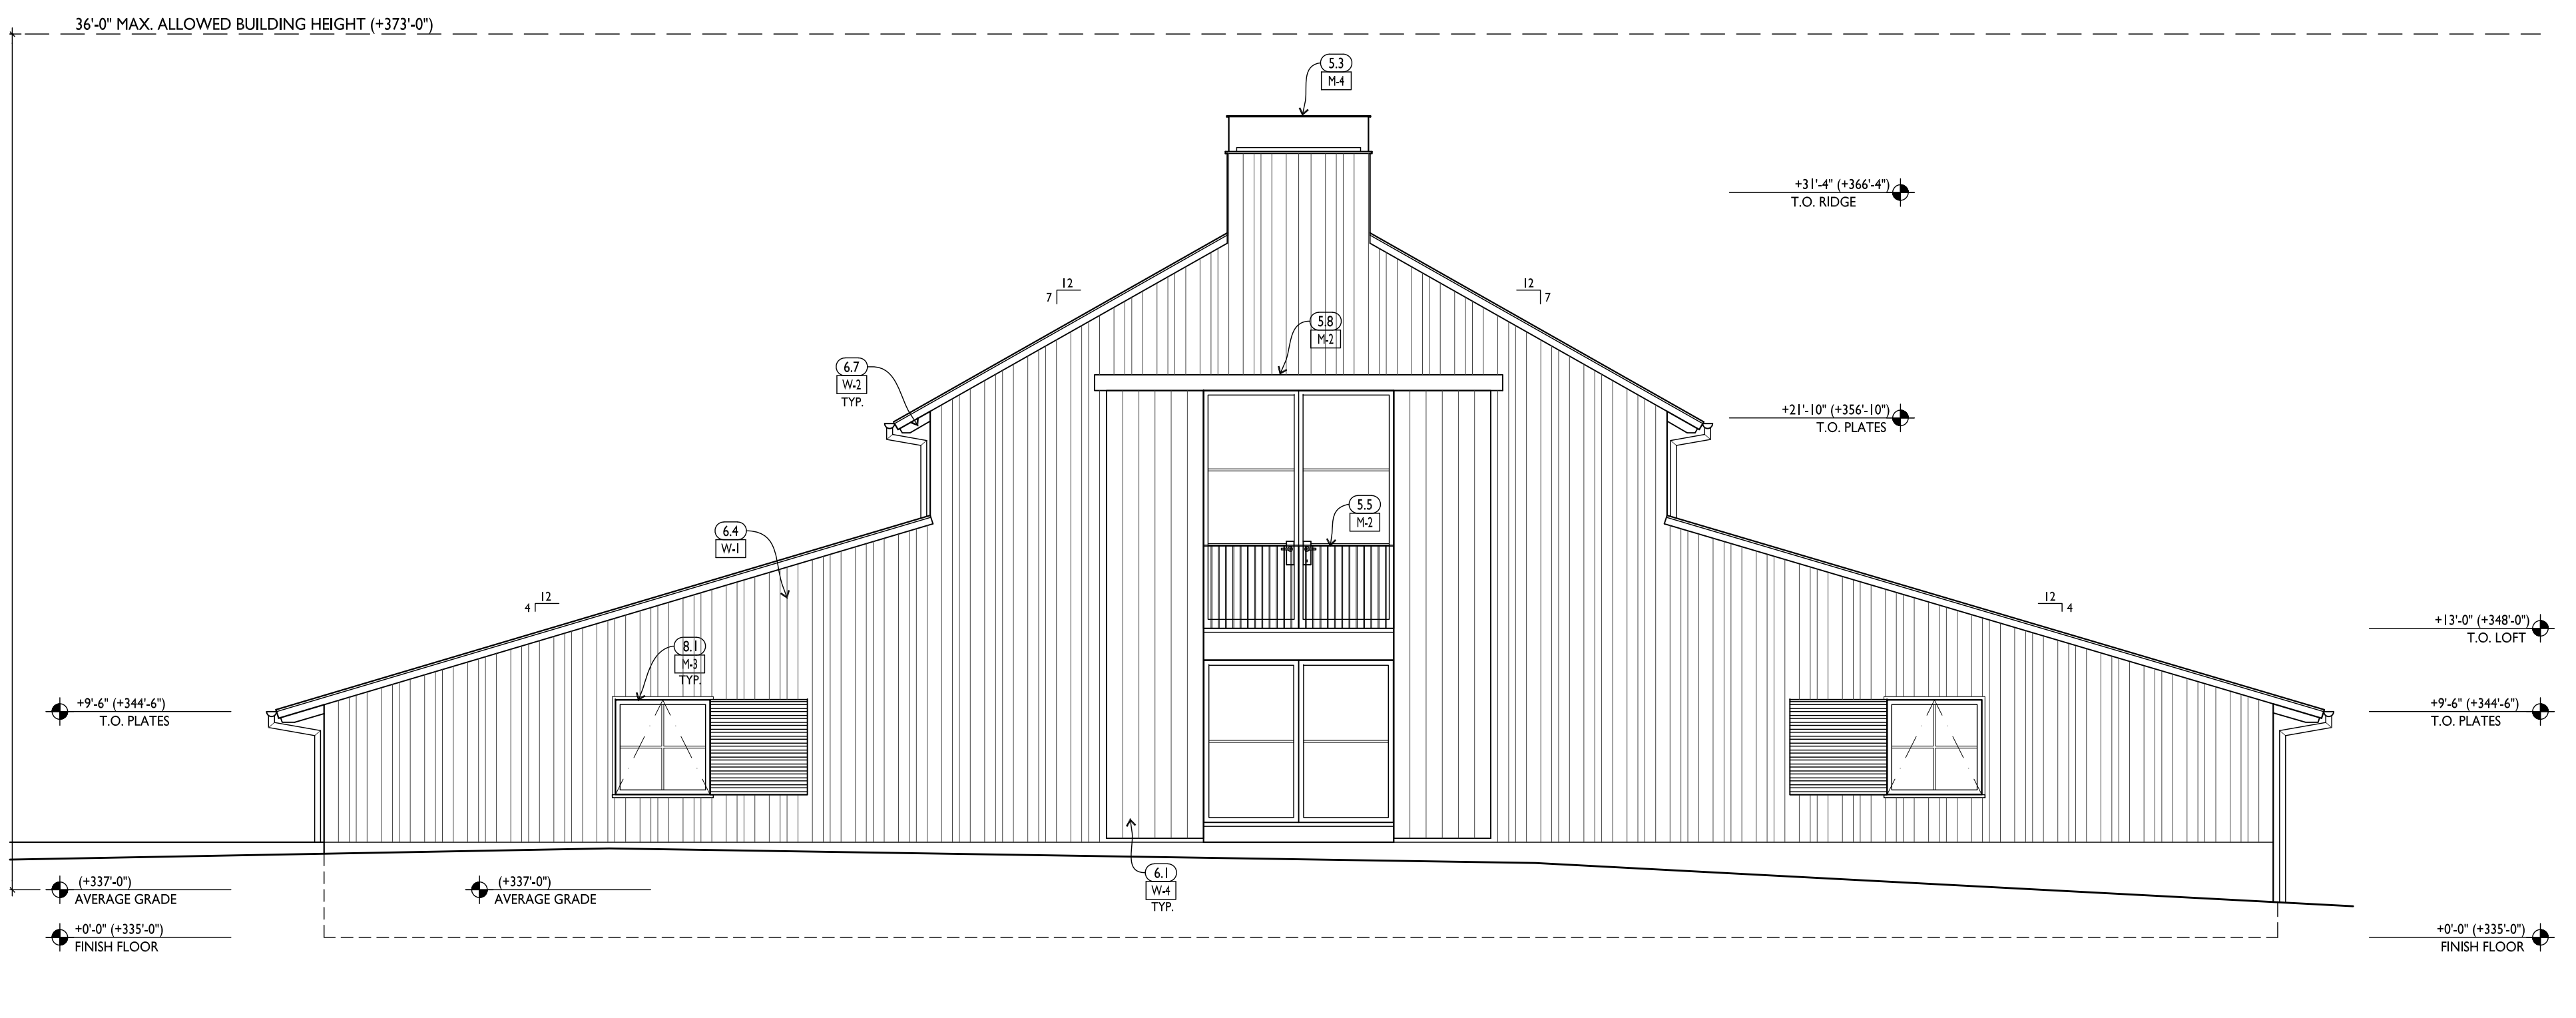 36'-0" MAX. ALLOWED BUILDING HEIGHT (+373'-0")
5.3
M-4
+31'-4" (+366'-4")
T.O. RIDGE
12
7
12
7
5.8
M-2
6.7
W-2
TYP.
+21'-10" (+356'-10")
T.O. PLATES
5.5
M-2
6.4
W-1
12
4
12
4
+13'-0" (+348'-0")
T.O. LOFT
8.1
M-3
TYP.
+9'-6" (+344'-6")
T.O. PLATES
+9'-6" (+344'-6")
T.O. PLATES
6.1
W-4
TYP.
(+337'-0")
AVERAGE GRADE
(+337'-0")
AVERAGE GRADE
+0'-0" (+335'-0")
FINISH FLOOR
+0'-0" (+335'-0")
FINISH FLOOR